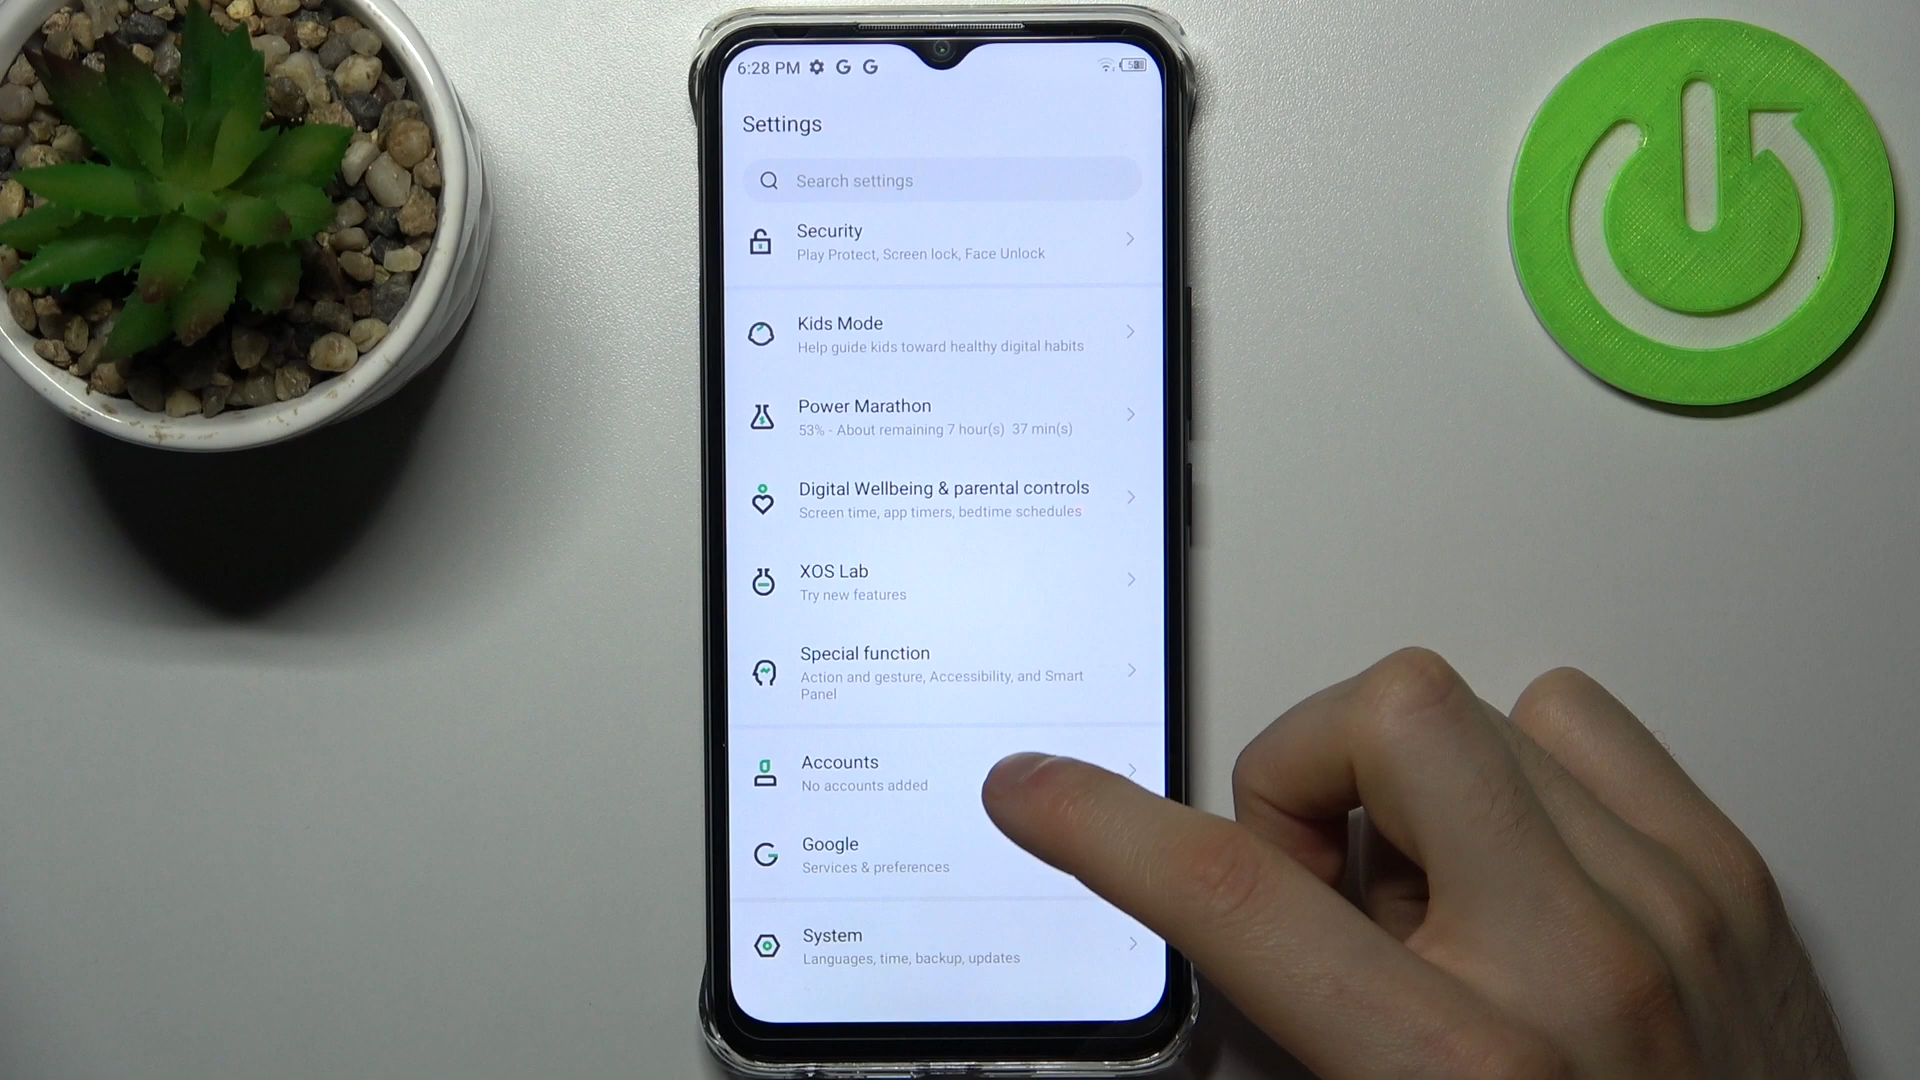 6:28 PM G G 53
Settings
Search settings
Security
Play Protect, Screen lock, Face Unlock
Kids Mode
Help guide kids toward healthy digital habits
Power Marathon
53% - About remaining 7 hour(s) 37 min(s)
Digital Wellbeing & parental controls
Screen time, app timers, bedtime schedules
XOS Lab
Try new features
Special function
Action and gesture, Accessibility, and Smart
Panel
Accounts
No accounts added
Google
Services & preferences
System
Languages, time, backup, updates